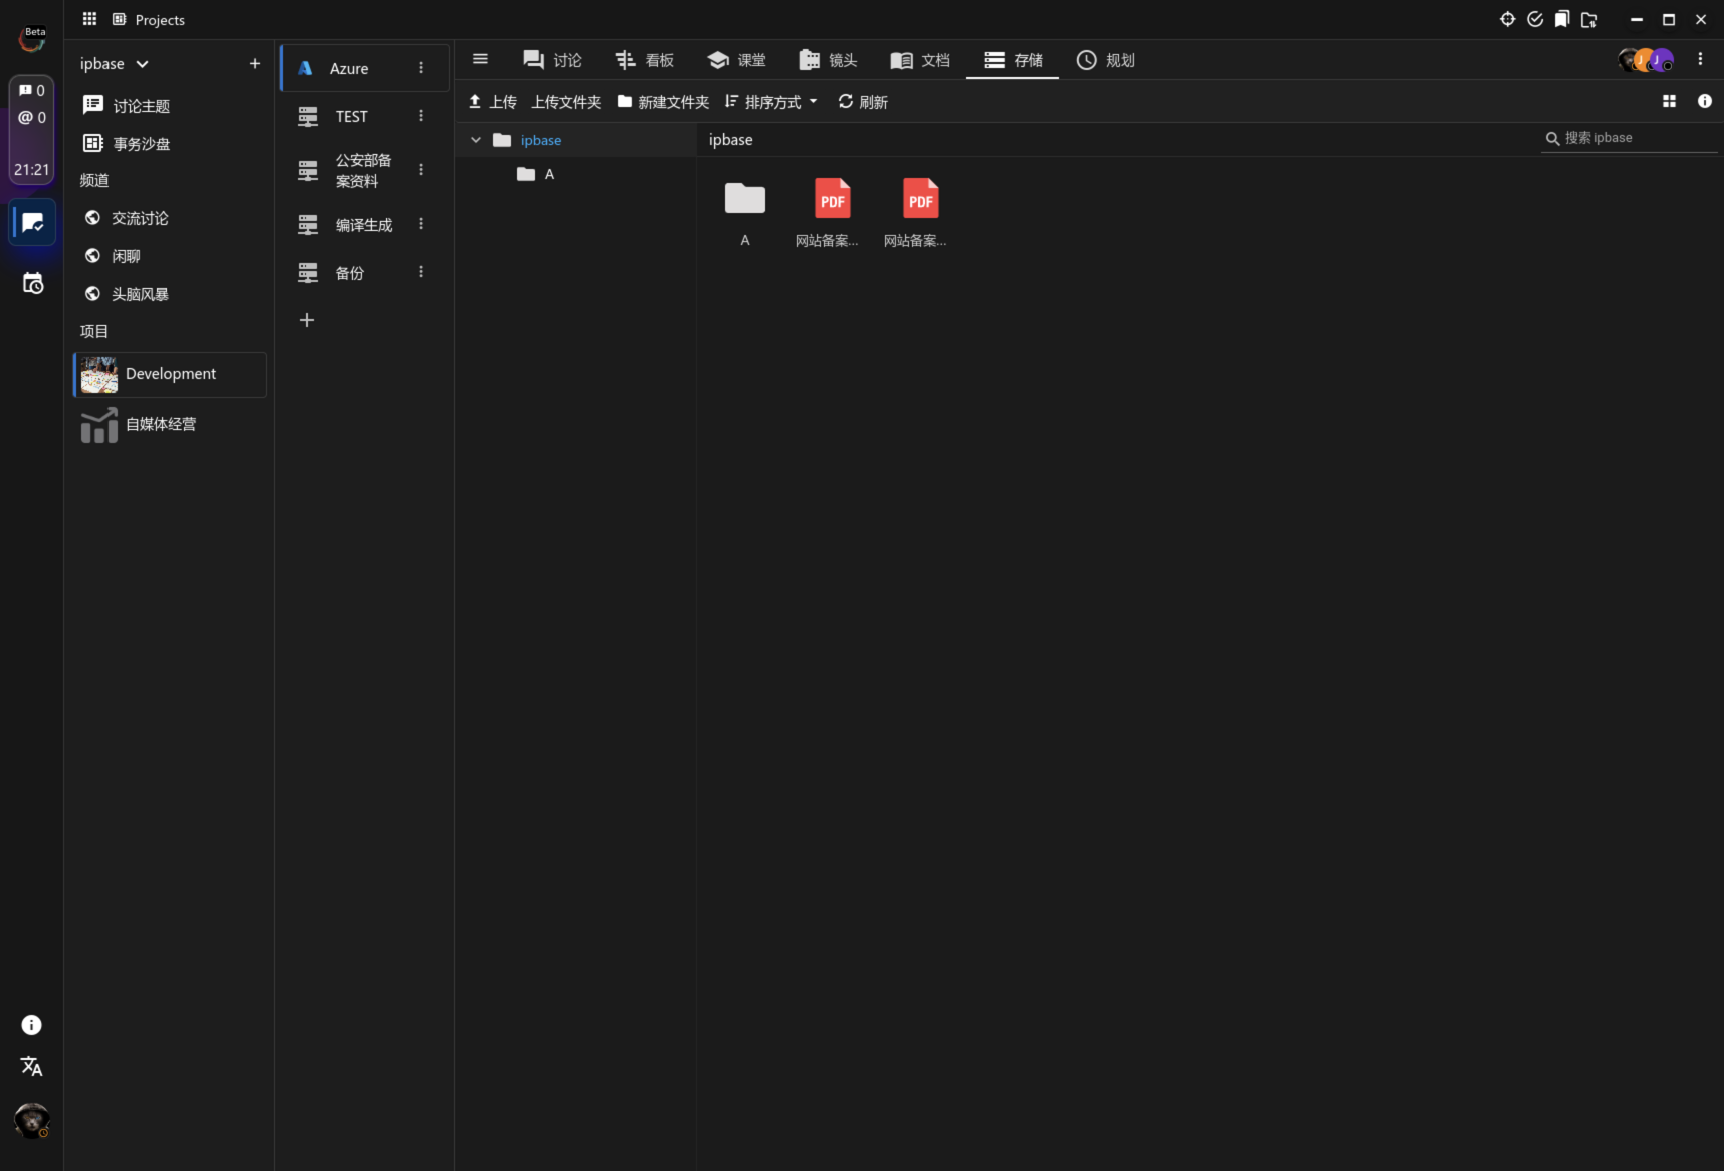 Beta
0
@ 0
21:21
Projects
ipbase
讨论主题
事务沙盘
频道
交流讨论
闲聊
头脑风暴
项目
Development
自媒体经营
Azure
TEST
公安部备
案资料
编译生成
备份
讨论
看板
课堂
镜头
文档
存储
规划
J
J
上传
上传文件夹
新建文件夹
排序方式
刷新
ipbase
A
ipbase
搜索 ipbase
A
PDF
网站备案...
PDF
网站备案...